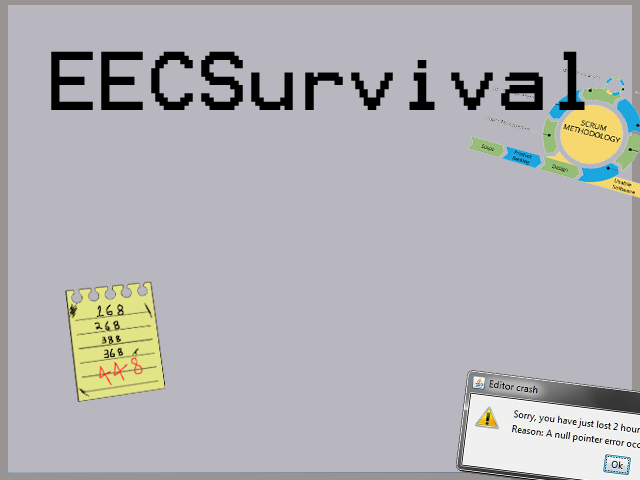 EECSurvival
SCRUM
METHODOLOGY
Product
Backlog
Design
Usable
Software
168
268
388
368
448
Editor crash
Sorry, you have just lost 2 hour
Reason: A null pointer error occ
Ok